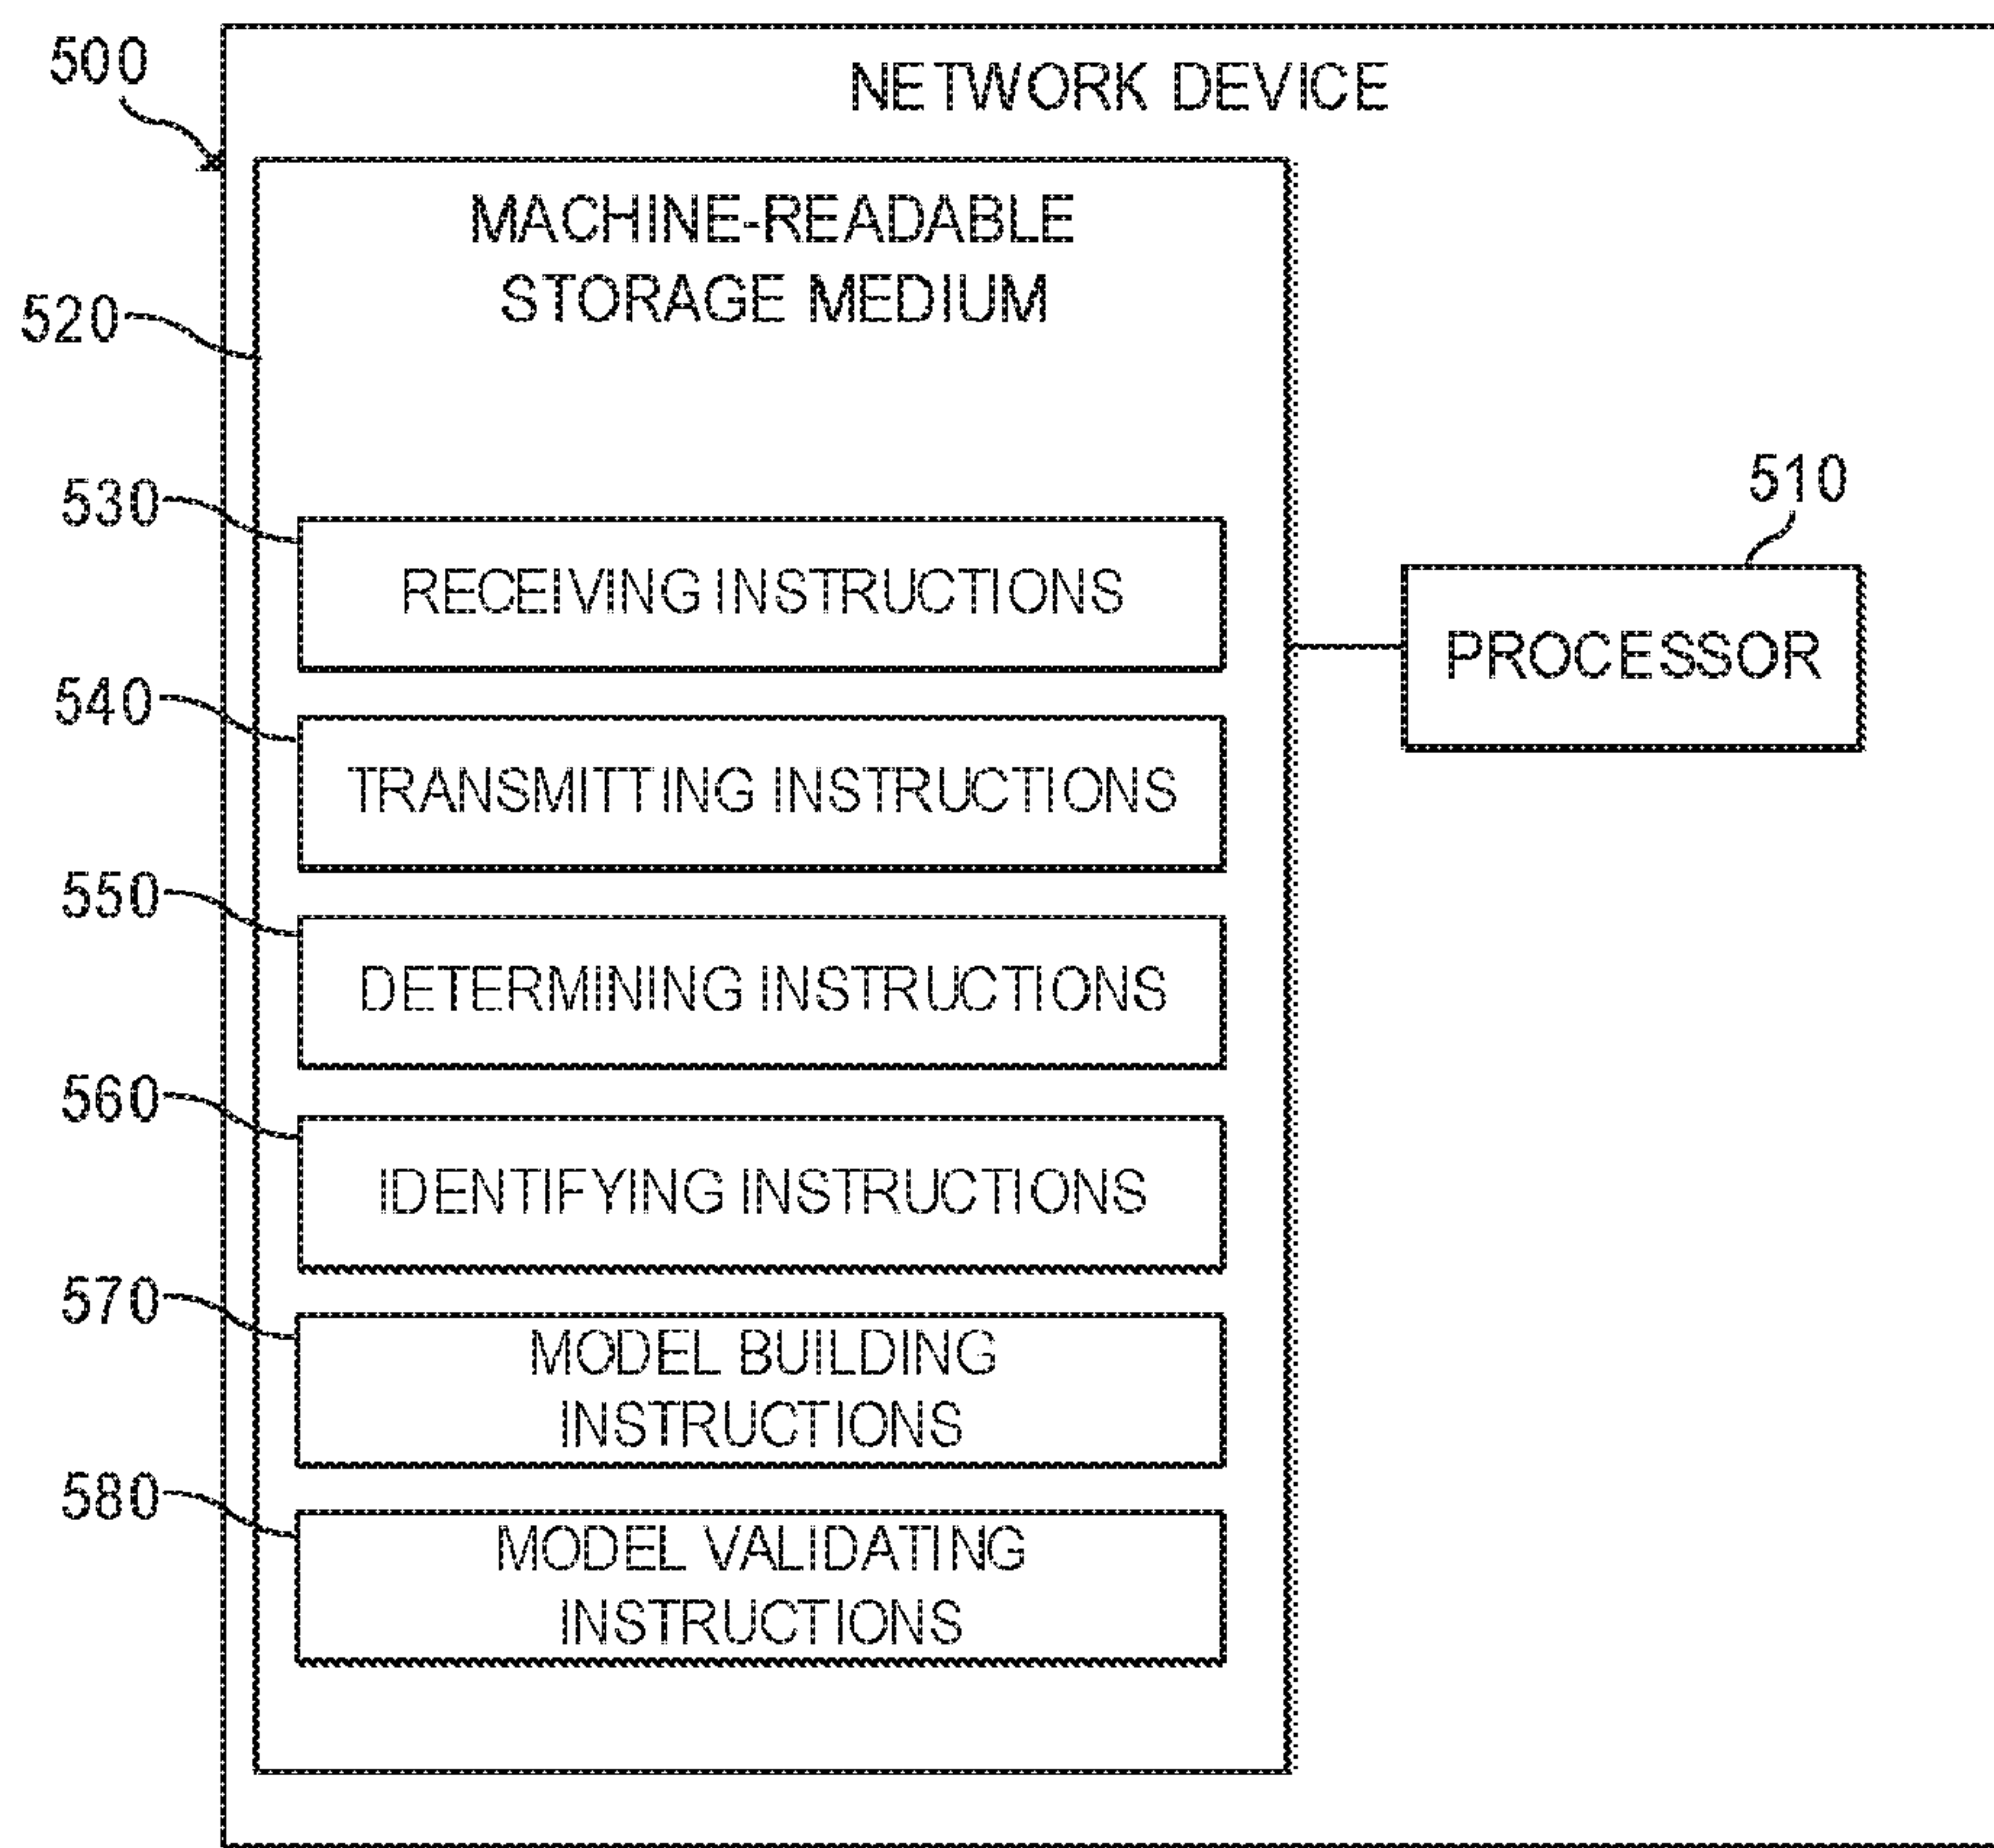 500
NETWORK DEVICE
MACHINE-READABLE
STORAGE MEDIUM
520
530
RECEIVING INSTRUCTIONS
510
PROCESSOR
540
TRANSMITTING INSTRUCTIONS
550
DETERMINING INSTRUCTIONS
560
IDENTIFYING INSTRUCTIONS
570
MODEL BUILDING
INSTRUCTIONS
580
MODEL VALIDATING
INSTRUCTIONS